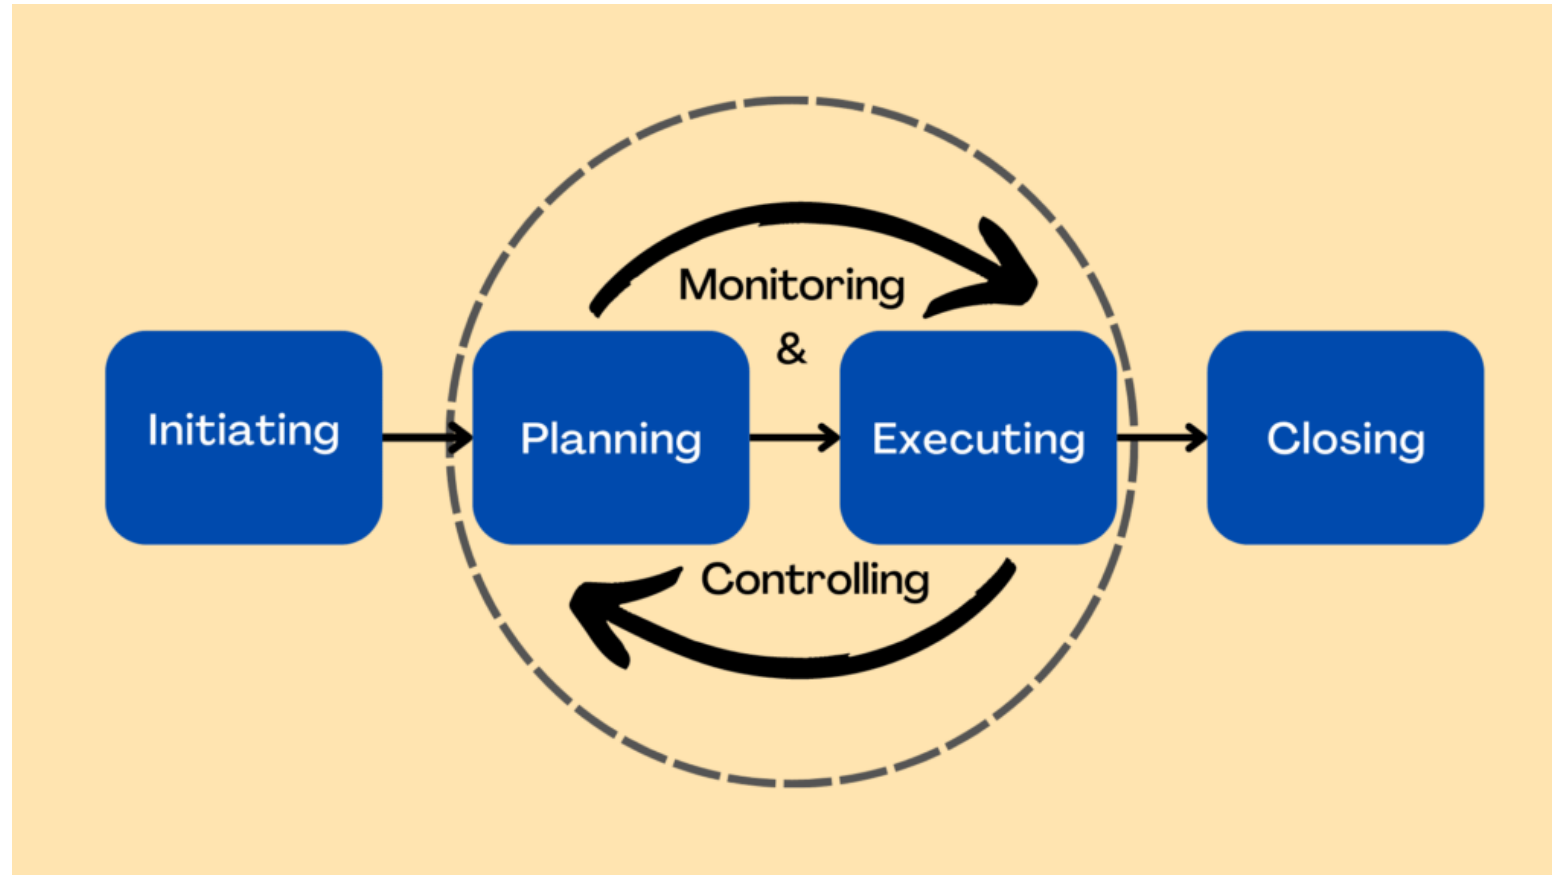 Monitoring
&
Initiating
Planning
Executing
Closing
Controlling